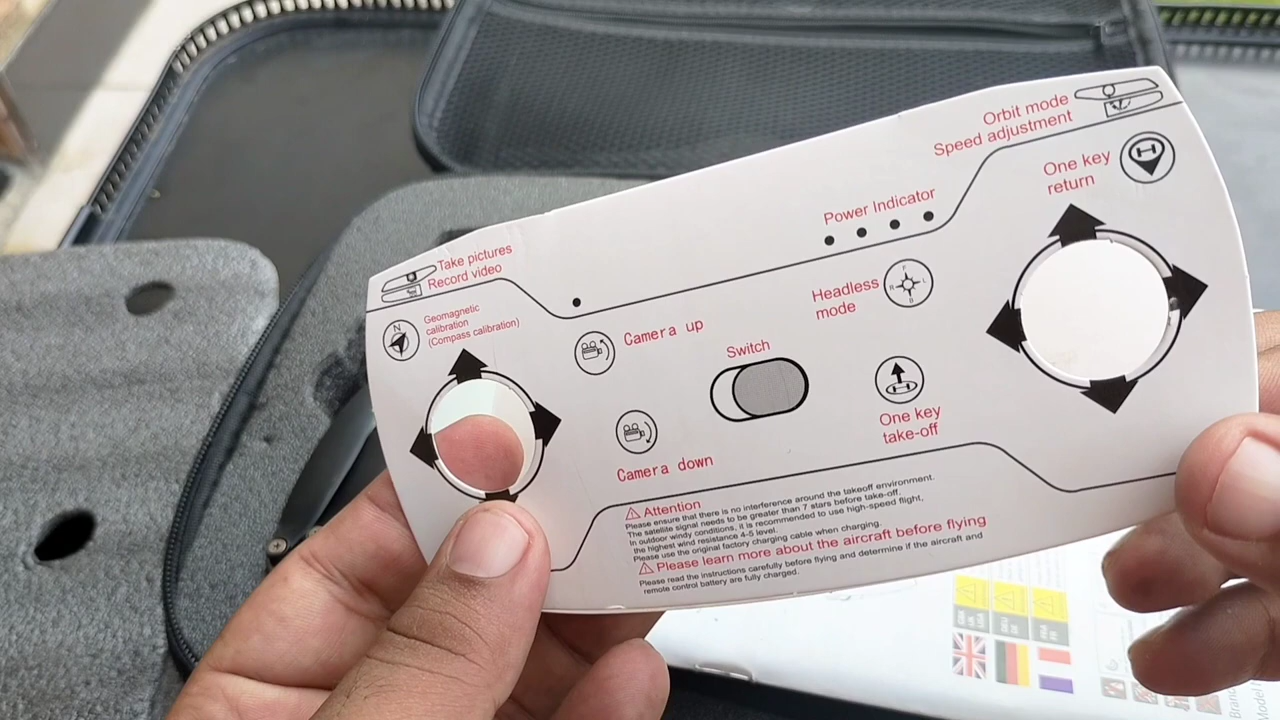 Take pictures
Record video
Geomagnetic
calibration
(Compass calibration)
N
Camera up
Camera down
Switch
Power Indicator
Headless
mode
One key
take-off
Orbit mode
Speed adjustment
One key
return
H
Attention
Please ensure that there is no interference around the takeoff environment.
The satellite signal needs to be greater than 7 stars before take-off.
In outdoor windy conditions, it is recommended to use high-speed flight,
the highest wind resistance 4-5 level.
Please use the original factory charging cable when charging.
Please learn more about the aircraft before flying
Please read the instructions carefully before flying and determine if the aircraft and
remote control battery are fully charged.